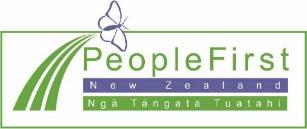 PeopleFirst
New Zealand
Ngā Tāngata Tuatahi